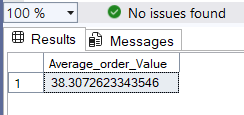 100 % No issues found
Results Messages
Average_order_Value
1 38.3072623343546